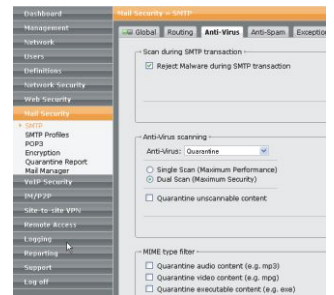 Dashboard
Management
Network
Users
Definitions
Network Security
Web Security
Mail Security
SMTP
SMTP Profiles
POP3
Encryption
Quarantine Report
Mail Manager
VoIP Security
IM/P2P
Site-to-site VPN
Remote Access
Logging
Reporting
Support
Log off
Mail Security > SMTP
Global Routing Anti-Virus Anti-Spam Exception
Scan during SMTP transaction
Reject Malware during SMTP transaction
Anti-Virus scanning
Anti-Virus: Quarantine
Single Scan (Maximum Performance)
Dual Scan (Maximum Security)
Quarantine unscannable content
MIME type filter
Quarantine audio content (e.g. mp3)
Quarantine video content (e.g. mpg)
Quarantine executable content (e.g. exe)